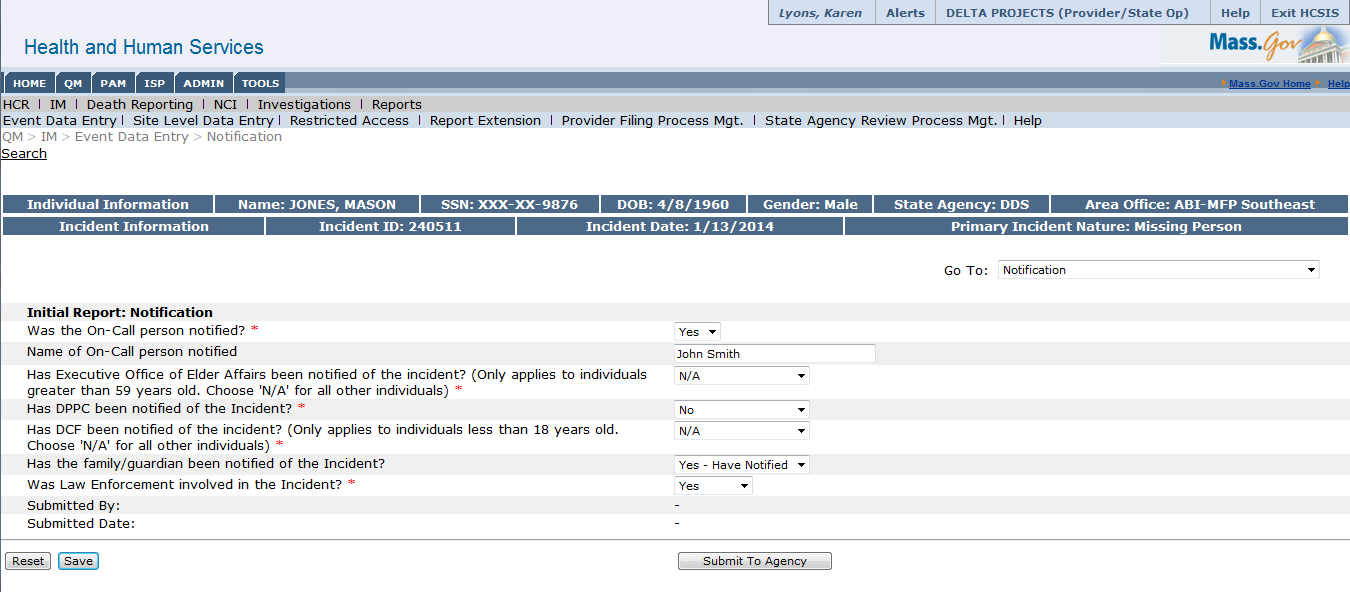 Lyons, Karen Alerts DELTA PROJECTS (Provider/State Op) Help Exit HCSIS
Health and Human Services
Mass.Gov
HOME QM PAM ISP ADMIN TOOLS
Mass.Gov Home Help
HCR | IM | Death Reporting | NCI | Investigations | Reports
Event Data Entry | Site Level Data Entry | Restricted Access | Report Extension | Provider Filing Process Mgt. | State Agency Review Process Mgt. | Help
QM > IM > Event Data Entry > Notification
Search
Individual Information Name: JONES, MASON SSN: XXX-XX-9876 DOB: 4/8/1960 Gender: Male State Agency: DDS Area Office: ABI-MFP Southeast
Incident Information Incident ID: 240511 Incident Date: 1/13/2014 Primary Incident Nature: Missing Person
Go To: Notification
Initial Report: Notification
Was the On-Call person notified? * Yes
Name of On-Call person notified John Smith
Has Executive Office of Elder Affairs been notified of the incident? (Only applies to individuals N/A
greater than 59 years old. Choose 'N/A' for all other individuals) *
Has DPPC been notified of the Incident? * No
Has DCF been notified of the incident? (Only applies to individuals less than 18 years old. N/A
Choose 'N/A' for all other individuals) *
Has the family/guardian been notified of the Incident? Yes - Have Notified
Was Law Enforcement involved in the Incident? * Yes
Submitted By: -
Submitted Date: -
Reset Save Submit To Agency